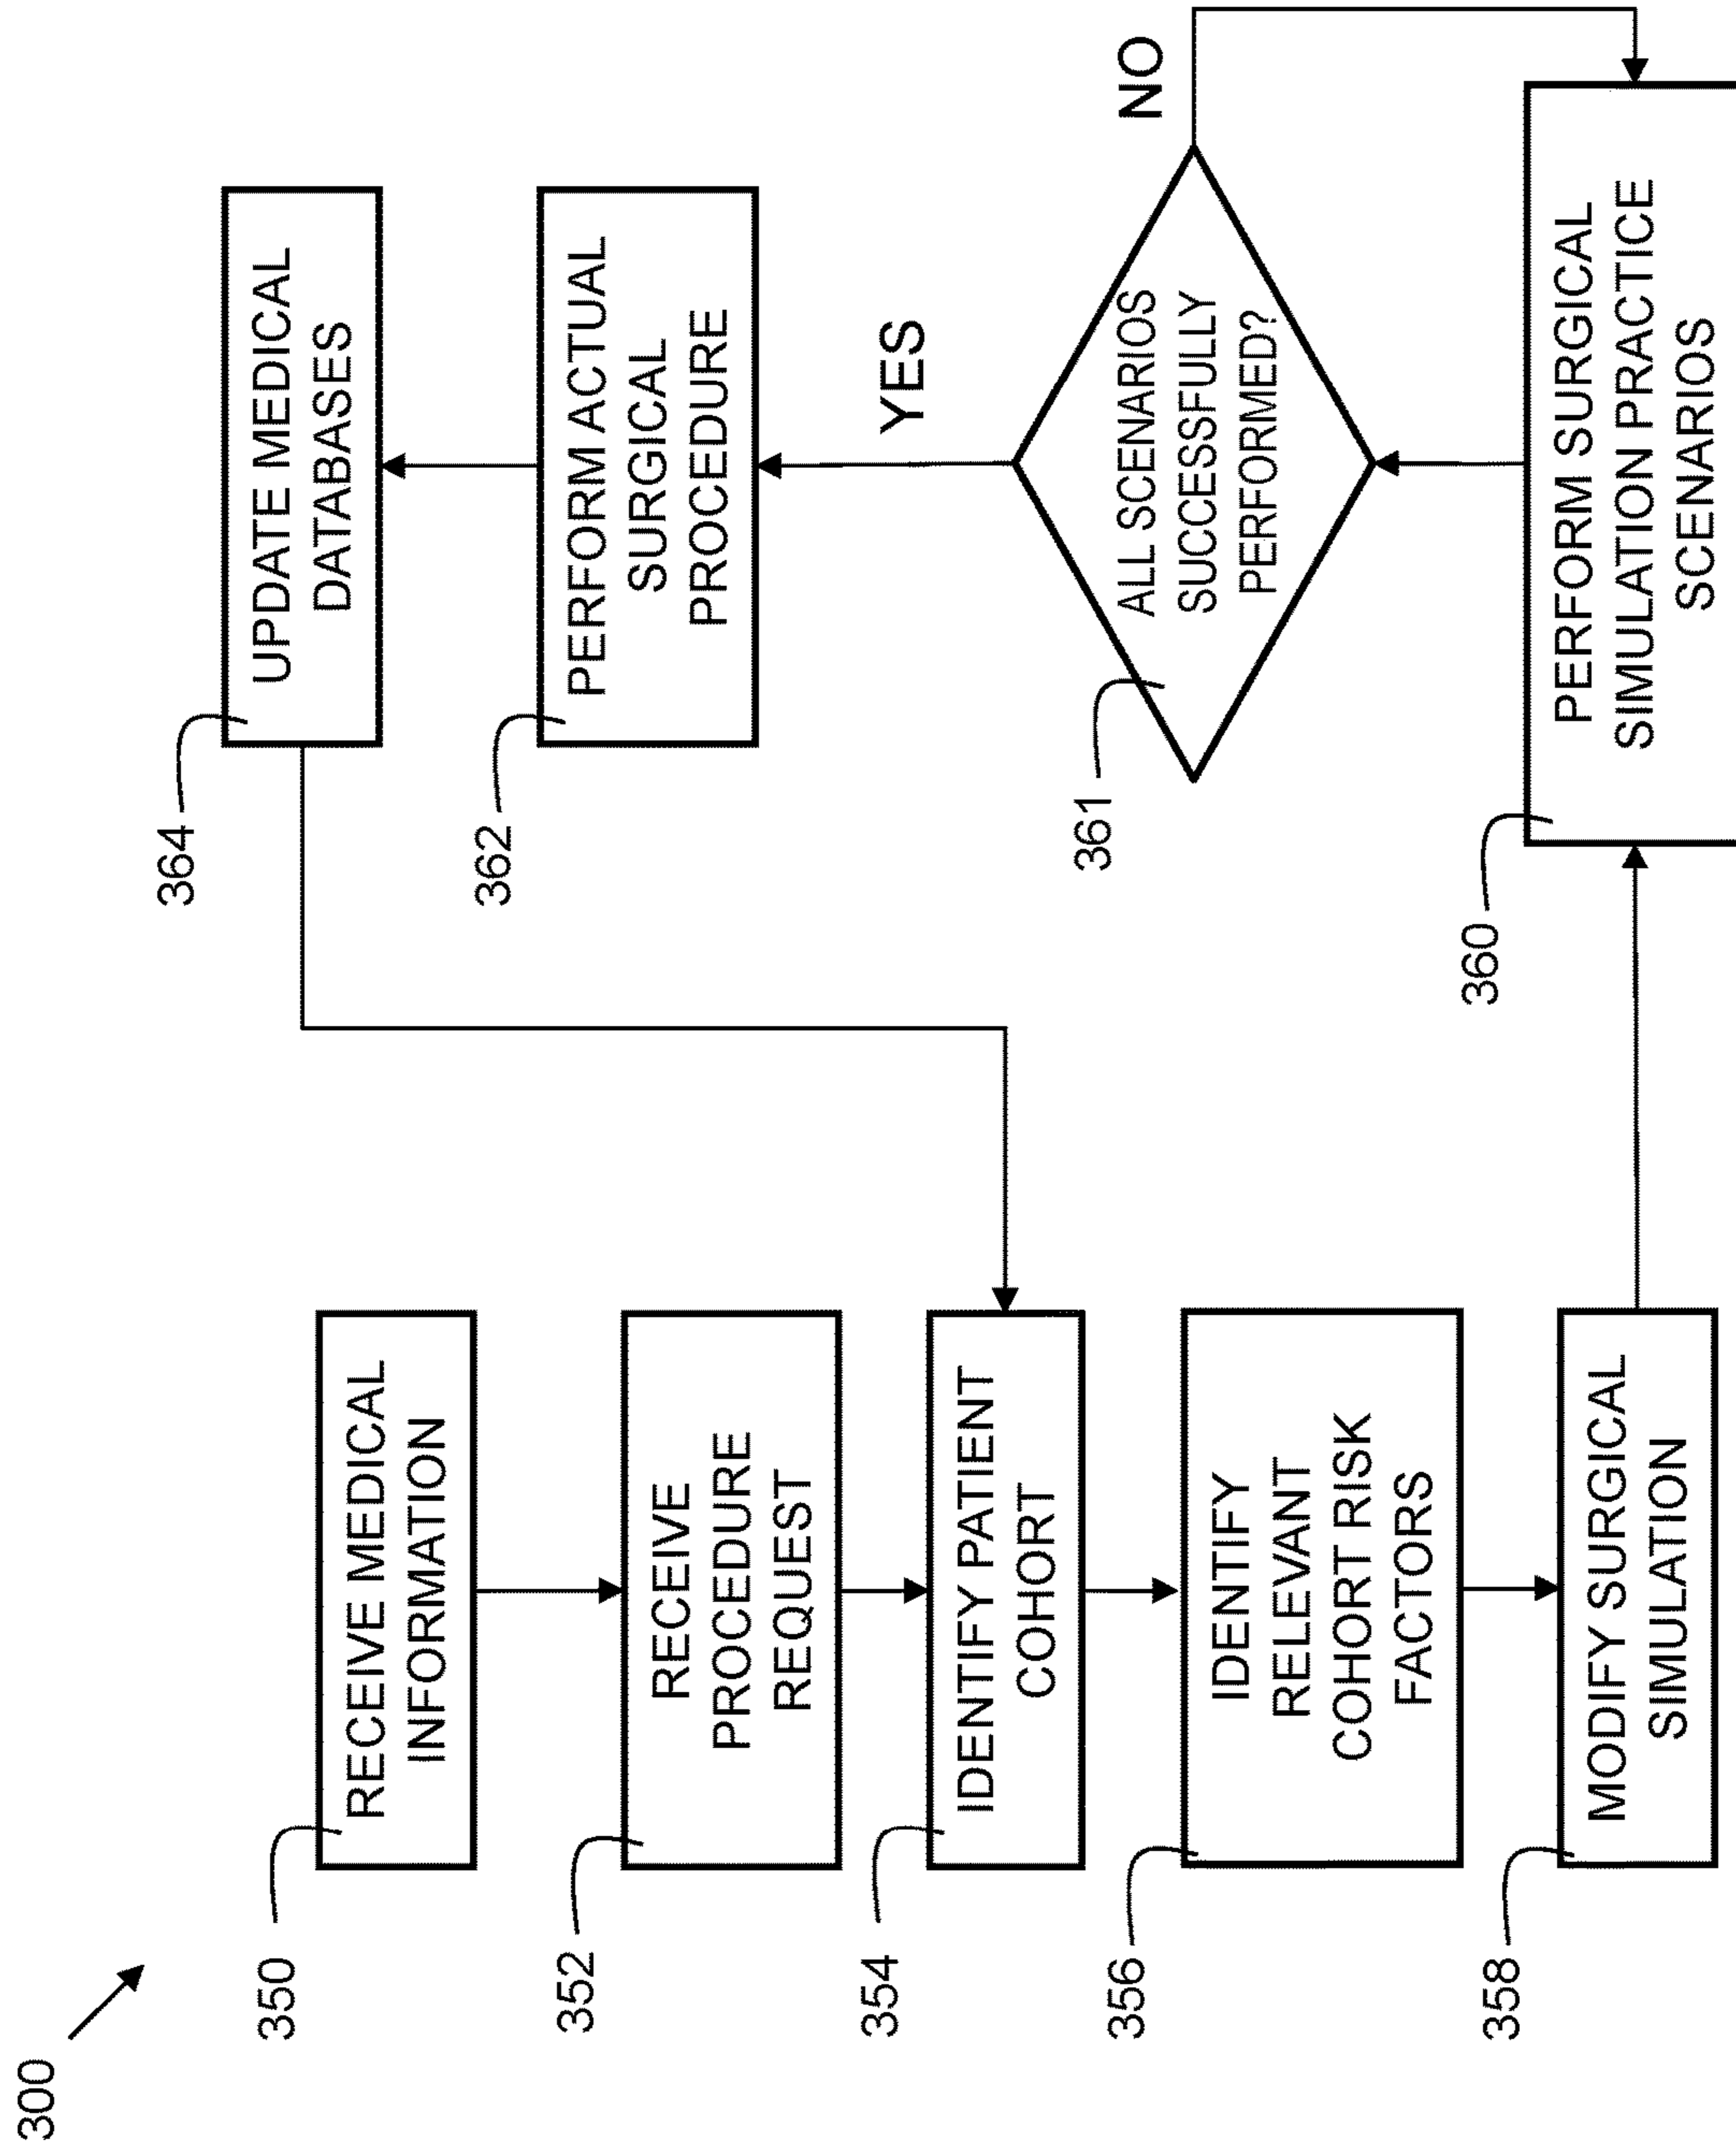 300
350
RECEIVE MEDICAL
INFORMATION
352
RECEIVE
PROCEDURE
REQUEST
354
IDENTIFY PATIENT
COHORT
356
IDENTIFY
RELEVANT
COHORT RISK
FACTORS
358
MODIFY SURGICAL
SIMULATION
360
PERFORM SURGICAL
SIMULATION PRACTICE
SCENARIOS
361
ALL SCENARIOS
SUCCESSFULLY
PERFORMED?
NO
YES
362
PERFORM ACTUAL
SURGICAL
PROCEDURE
364
UPDATE MEDICAL
DATABASES